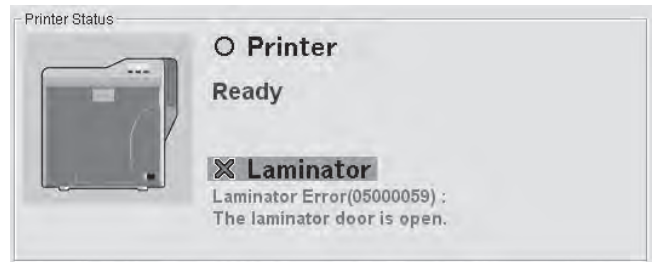 Printer Status
Printer
Ready
Laminator
Laminator Error(05000059) :
The laminator door is open.